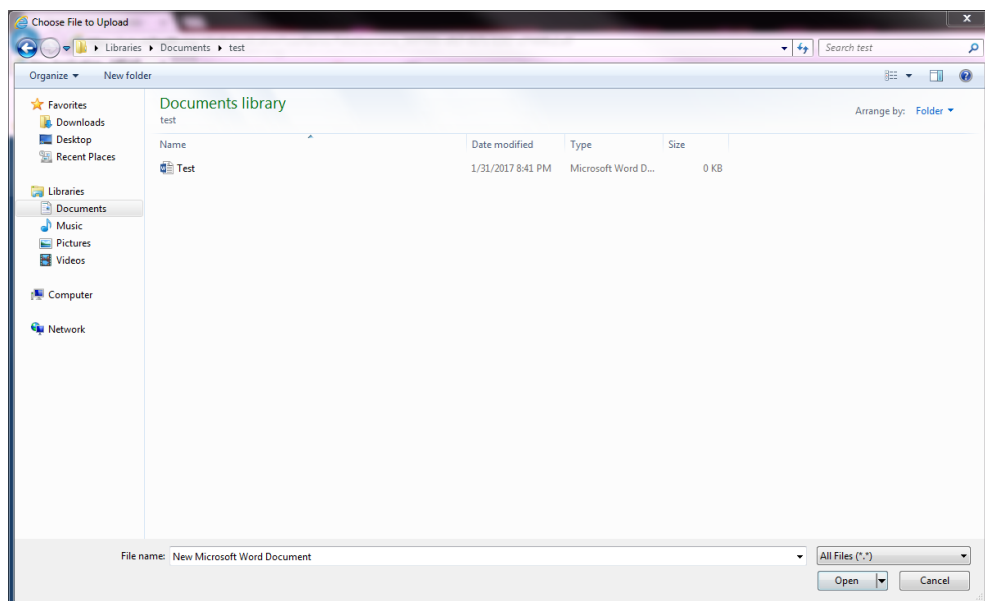 Choose File to Upload
x
Libraries Documents test
Search test
Organize New folder
Favorites
Downloads
Desktop
Recent Places
Libraries
Documents
Music
Pictures
Videos
Computer
Network
Documents library
test
Arrange by: Folder
Name Date modified Type Size
Test 1/31/2017 8:41 PM Microsoft Word D... 0 KB
File name: New Microsoft Word Document All Files (*.*)
Open Cancel